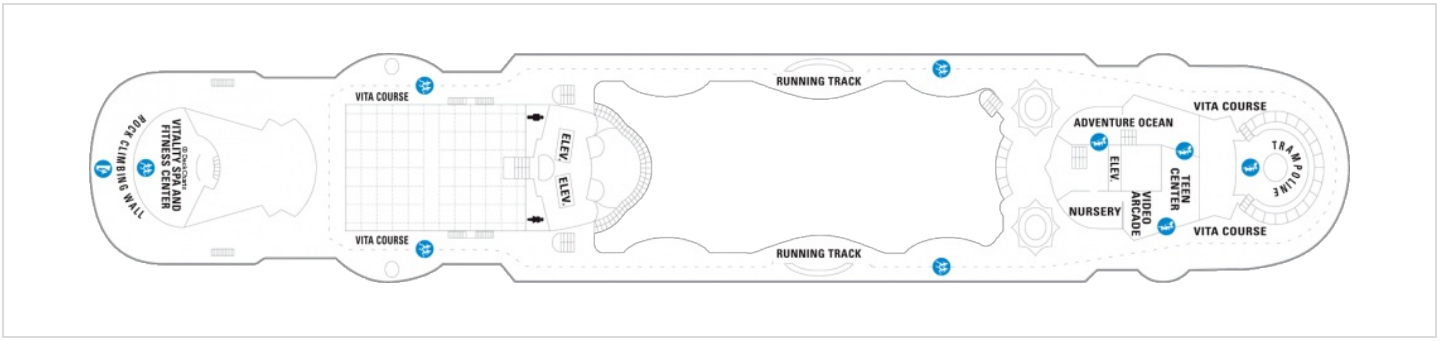 ROCK CLIMBING WALL
VITALITY SPA AND
FITNESS CENTER
© DeckChartz
VITA COURSE
VITA COURSE
ELEV.
ELEV.
RUNNING TRACK
RUNNING TRACK
ADVENTURE OCEAN
ELEV.
NURSERY
VIDEO
ARCADE
TEEN
CENTER
VITA COURSE
TRAMPOLINE
VITA COURSE